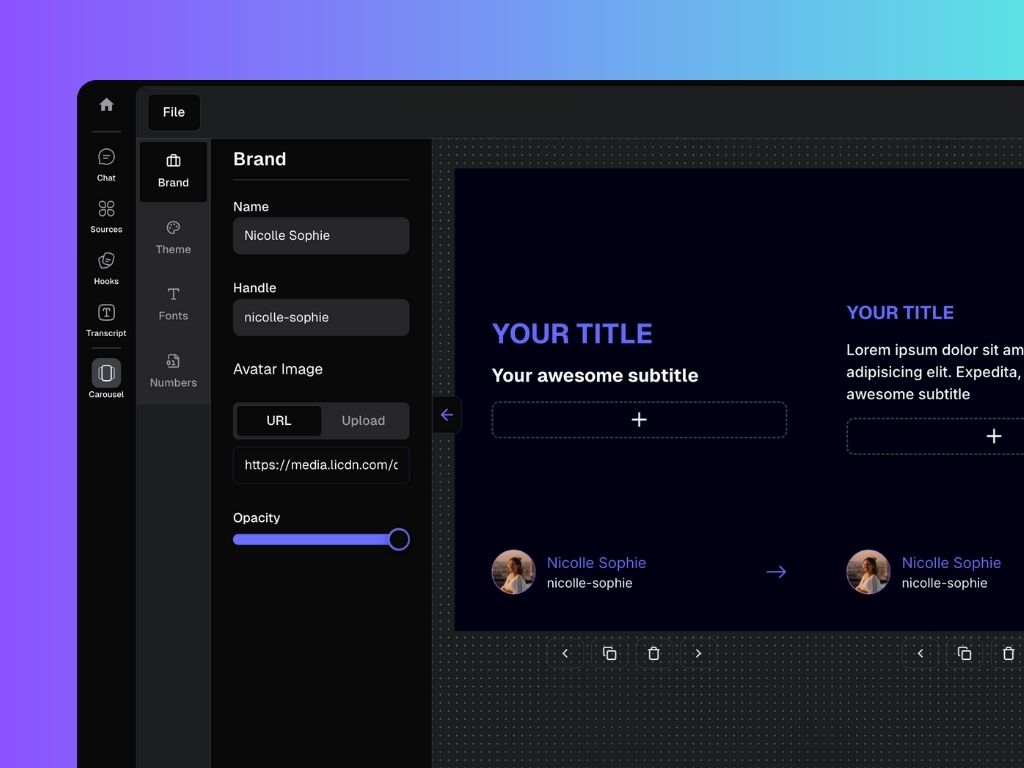 File
Chat
Sources
Hooks
Transcript
Carousel
Brand
Theme
Fonts
Numbers
Brand
Name
Nicolle Sophie
Handle
nicolle-sophie
Avatar Image
URL Upload
https://media.licdn.com/c
Opacity
YOUR TITLE
Your awesome subtitle
Nicolle Sophie
nicolle-sophie
YOUR TITLE
Lorem ipsum dolor sit am
adipisicing elit. Expedita,
awesome subtitle
Nicolle Sophie
nicolle-sophie